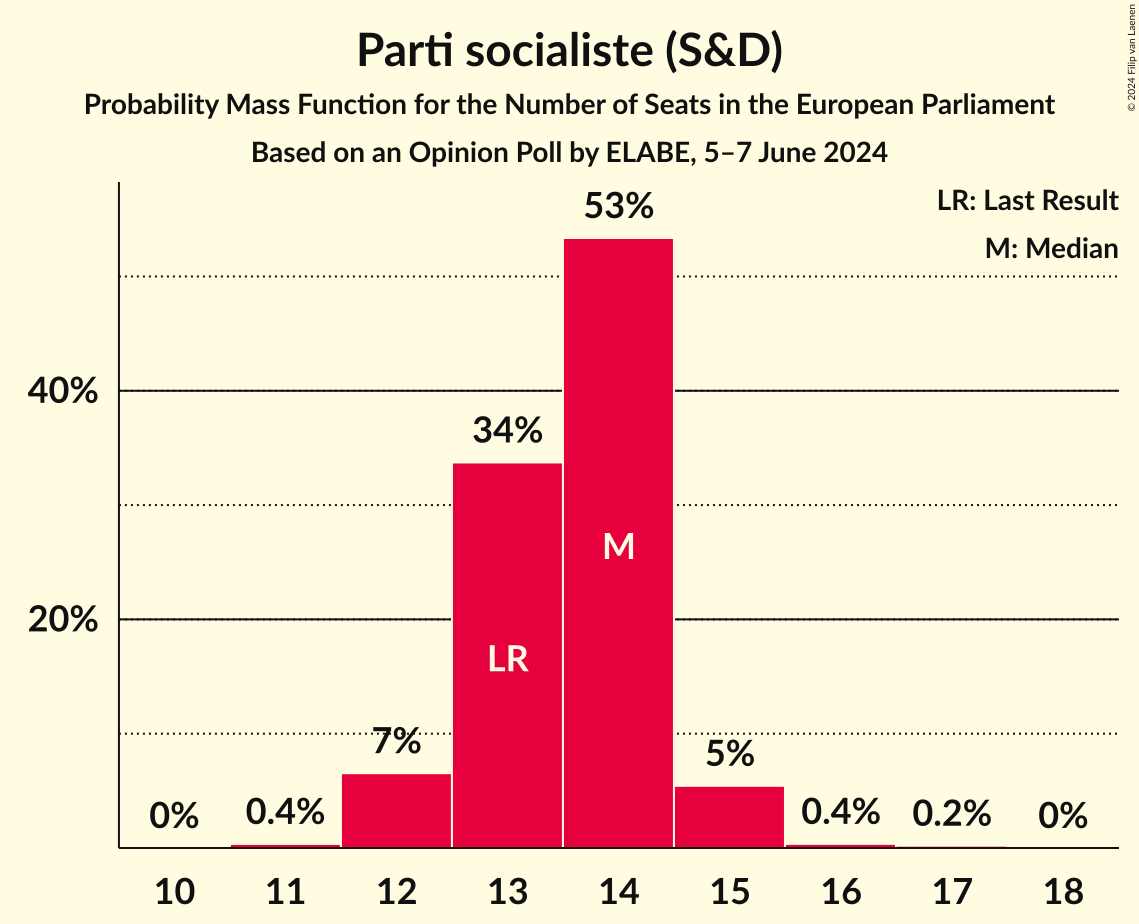 Parti socialiste (S&D)
Probability Mass Function for the Number of Seats in the European Parliament
Based on an Opinion Poll by ELABE, 5–7 June 2024
© 2024 Filip van Laenen
LR: Last Result
M: Median
53%
40%
34%
M
20%
LR
7%
5%
0%
0.4%
0.4%
0.2%
0%
10 11 12 13 14 15 16 17 18